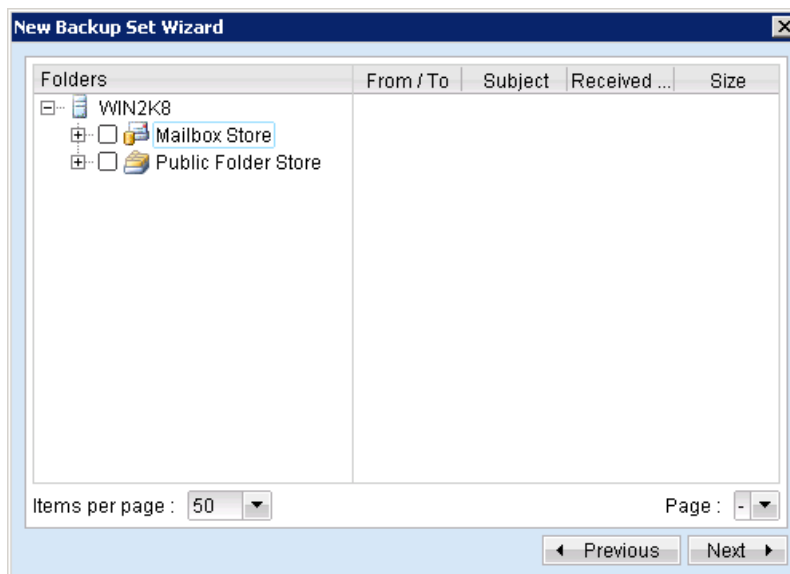 New Backup Set Wizard
Folders From / To Subject Received ... Size
WIN2K8
Mailbox Store
Public Folder Store
Items per page : 50 Page : -
Previous Next